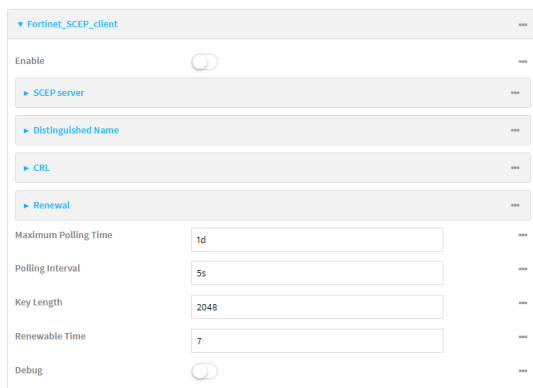 Fortinet_SCEP_client
Enable
SCEP server
Distinguished Name
CRL
Renewal
Maximum Polling Time 1d
Polling Interval 5s
Key Length 2048
Renewable Time 7
Debug